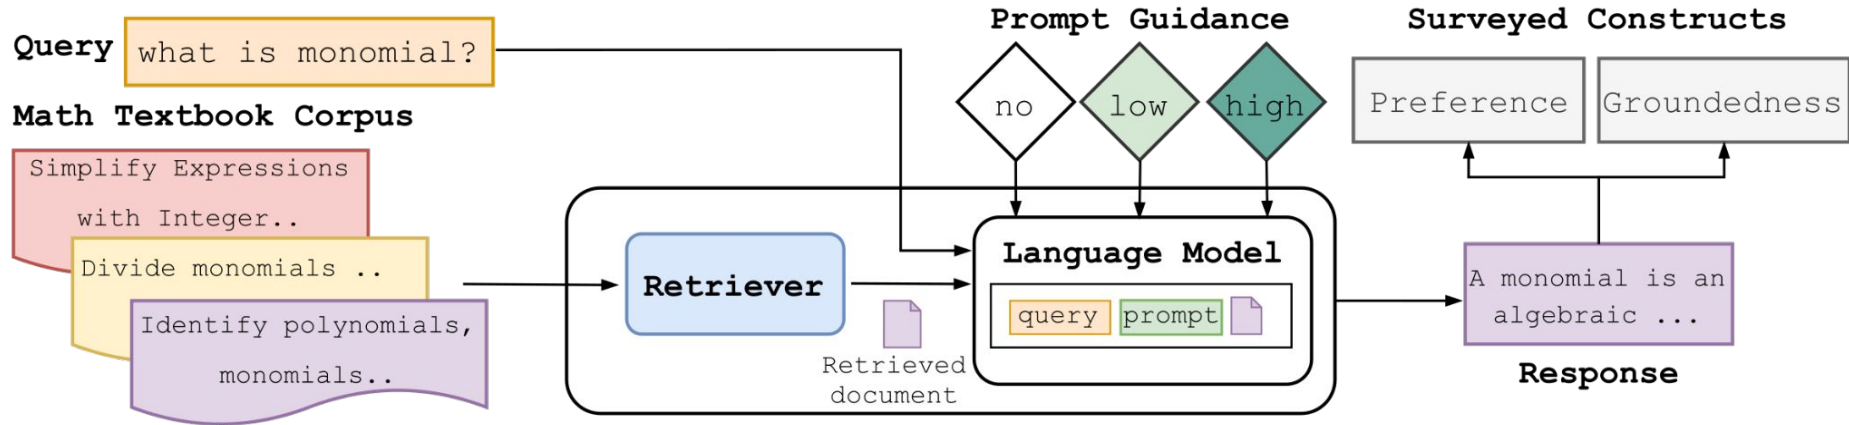 Query
what is monomial?
Math Textbook Corpus
Simplify Expressions
with Integer..
Divide monomials ..
Identify polynomials,
monomials..
Retriever
Retrieved
document
Prompt Guidance
no
low
high
Language Model
query
prompt
Surveyed Constructs
Preference
Groundedness
A monomial is an
algebraic ...
Response